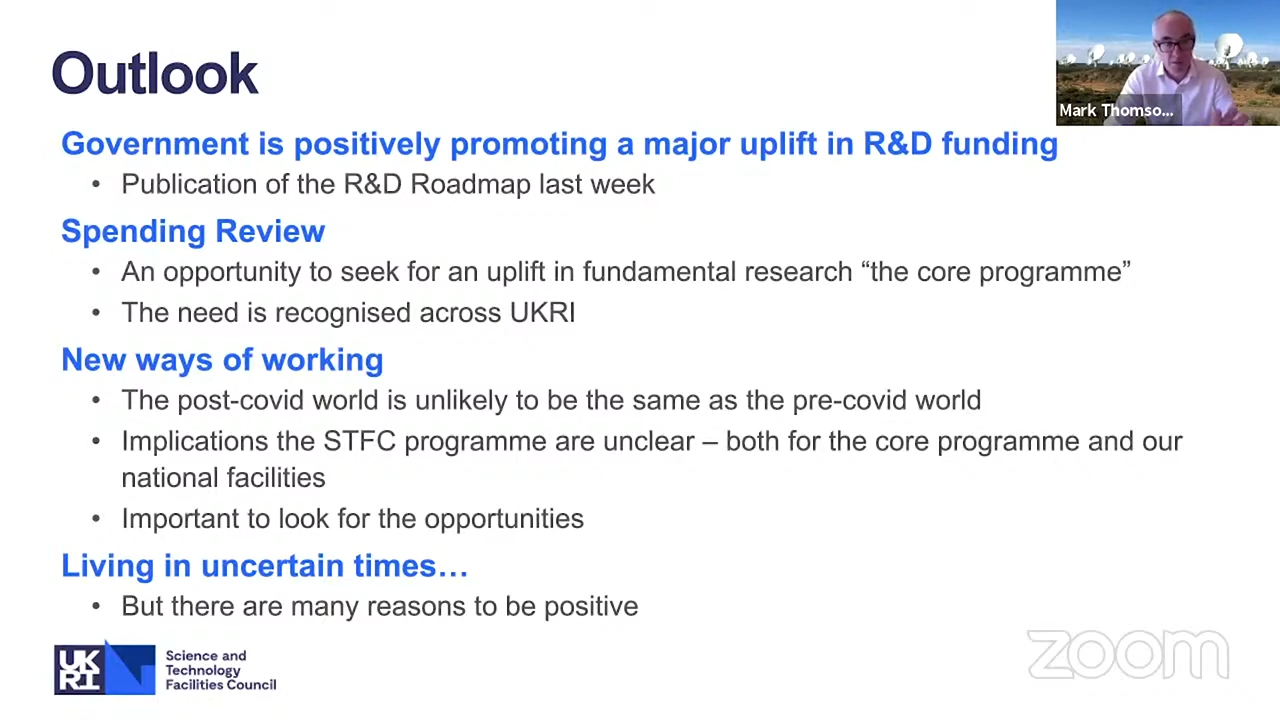 Outlook
Mark Thomso...
Government is positively promoting a major uplift in R&D funding
• Publication of the R&D Roadmap last week
Spending Review
• An opportunity to seek for an uplift in fundamental research “the core programme”
• The need is recognised across UKRI
New ways of working
• The post-covid world is unlikely to be the same as the pre-covid world
• Implications the STFC programme are unclear – both for the core programme and our
national facilities
• Important to look for the opportunities
Living in uncertain times…
• But there are many reasons to be positive
UK
RI
Science and
Technology
Facilities Council
zoom